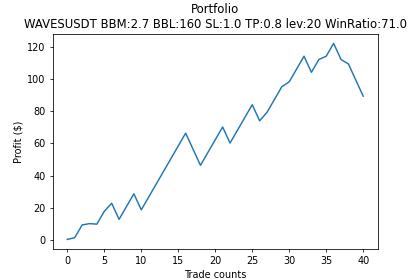 Portfolio
WAVESUSDT BBM:2.7 BBL:160 SL:1.0 TP:0.8 lev:20 WinRatio:71.0
120
100
80
60
40
20
0
Profit ($)
0 5 10 15 20 25 30 35 40
Trade counts